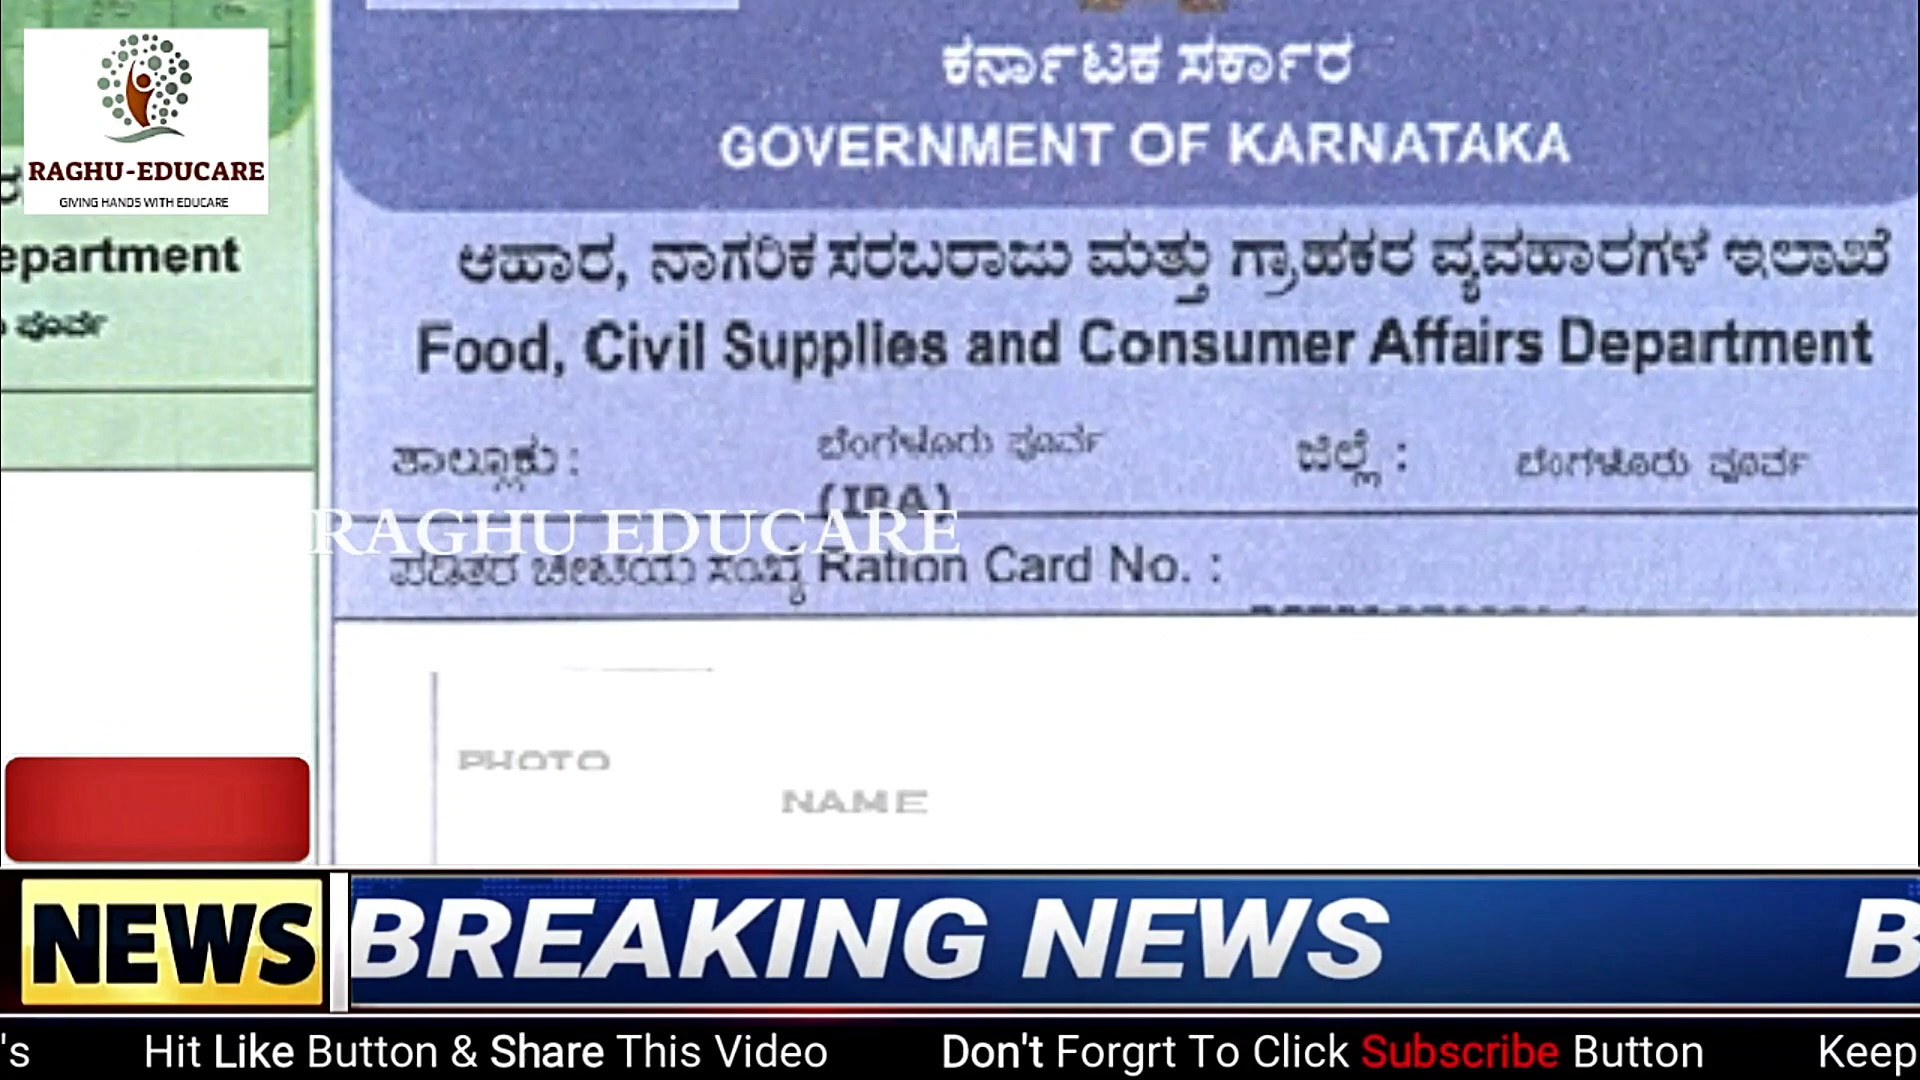 RAGHU-EDUCARE
GIVING HANDS WITH EDUCARE
epartment
ಪೂರ್ವ
ಕರ್ನಾಟಕ ಸರ್ಕಾರ
GOVERNMENT OF KARNATAKA
ಆಹಾರ, ನಾಗರಿಕ ಸರಬರಾಜು ಮತ್ತು ಗ್ರಾಹಕರ ವ್ಯವಹಾರಗಳ ಇಲಾಖೆ
Food, Civil Supplies and Consumer Affairs Department
ತಾಲ್ಲೂಕು : ಬೆಂಗಳೂರು ಪೂರ್ವ ಜಿಲ್ಲೆ : ಬೆಂಗಳೂರು ಪೂರ್ವ
(IRA)
RAGHU EDUCARE
ಪಡಿತರ ಚೀಟಿಯ ಸಂಖ್ಯೆ Ration Card No. :
PHOTO
NAME
NEWS BREAKING NEWS B
's Hit Like Button & Share This Video Don't Forgrt To Click Subscribe Button Keep